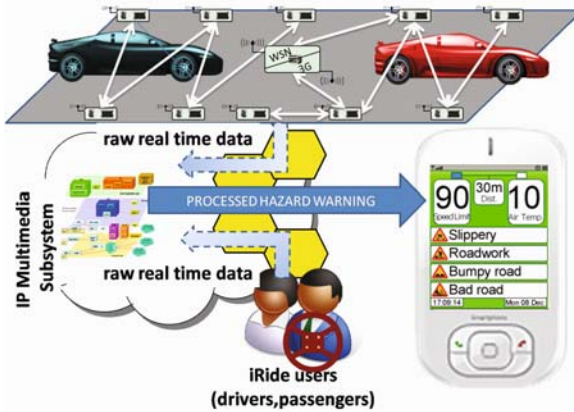 WSN
3G
raw real time data
IP Multimedia
Subsystem
PROCESSED HAZARD WARNING
raw real time data
iRide users
(drivers,passengers)
90
Speed Limit
30m
Dist.
10
Air Temp.
Slippery
Roadwork
Bumpy road
Bad road
17:09:14
Mon 08 Dec
Smartphone